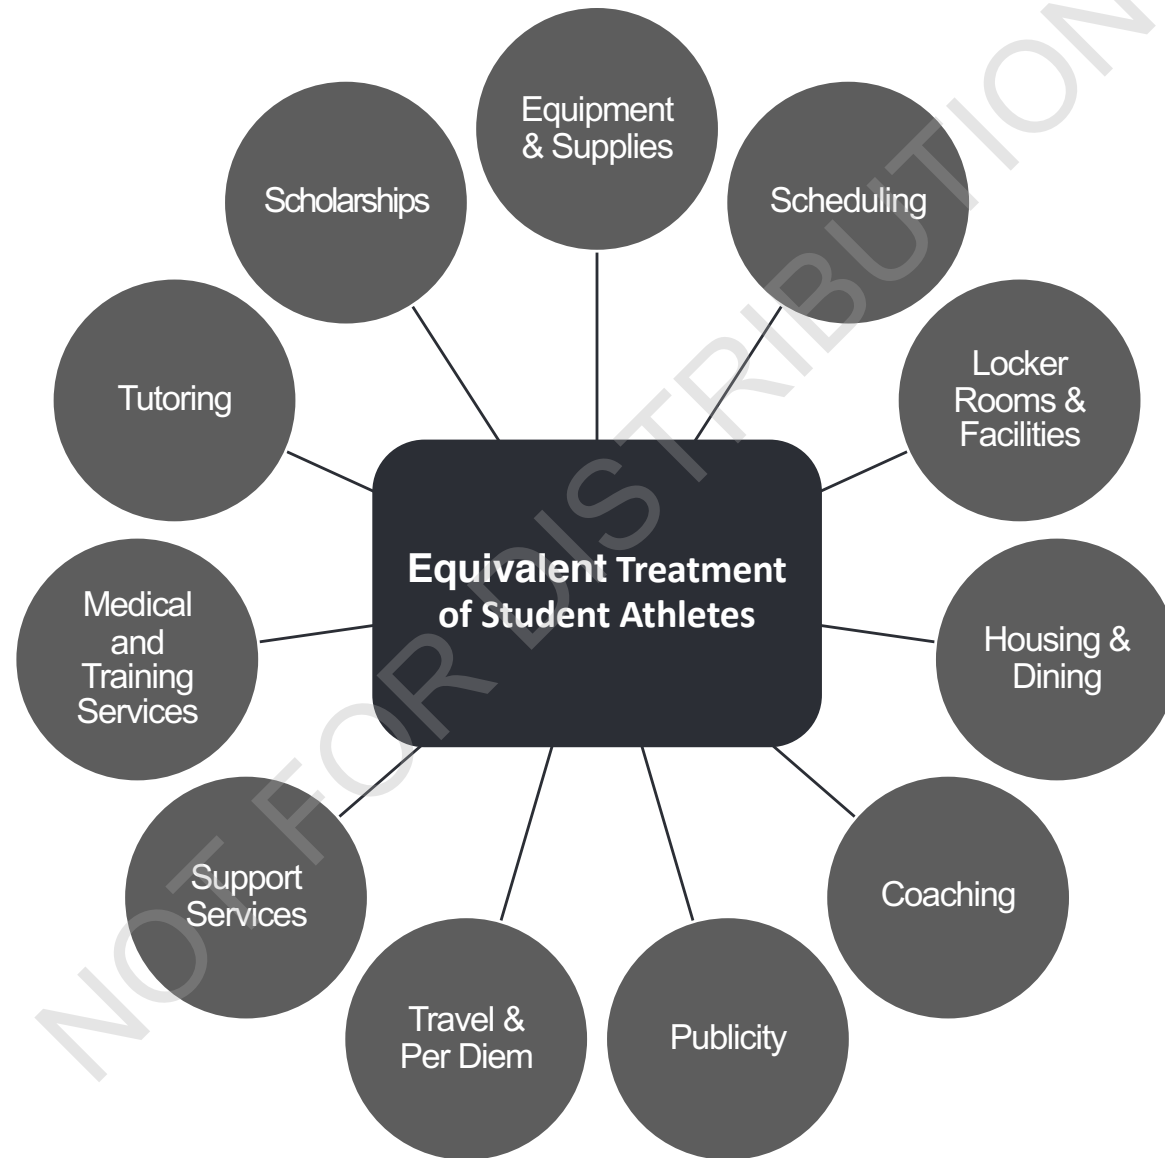 Equipment
& Supplies
Scheduling
Locker
Rooms &
Facilities
Housing &
Dining
Coaching
Publicity
Travel &
Per Diem
Support
Services
Medical
and
Training
Services
Tutoring
Scholarships
Equivalent Treatment
of Student Athletes
NOT FOR DISTRIBUTION